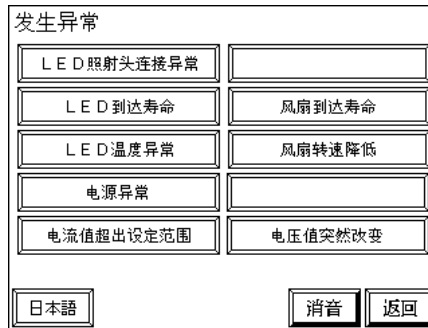 发生异常
LED照射头连接异常
LED到达寿命 风扇到达寿命
LED温度异常 风扇转速降低
电源异常
电流值超出设定范围 电压值突然改变
日本語 消音 返回